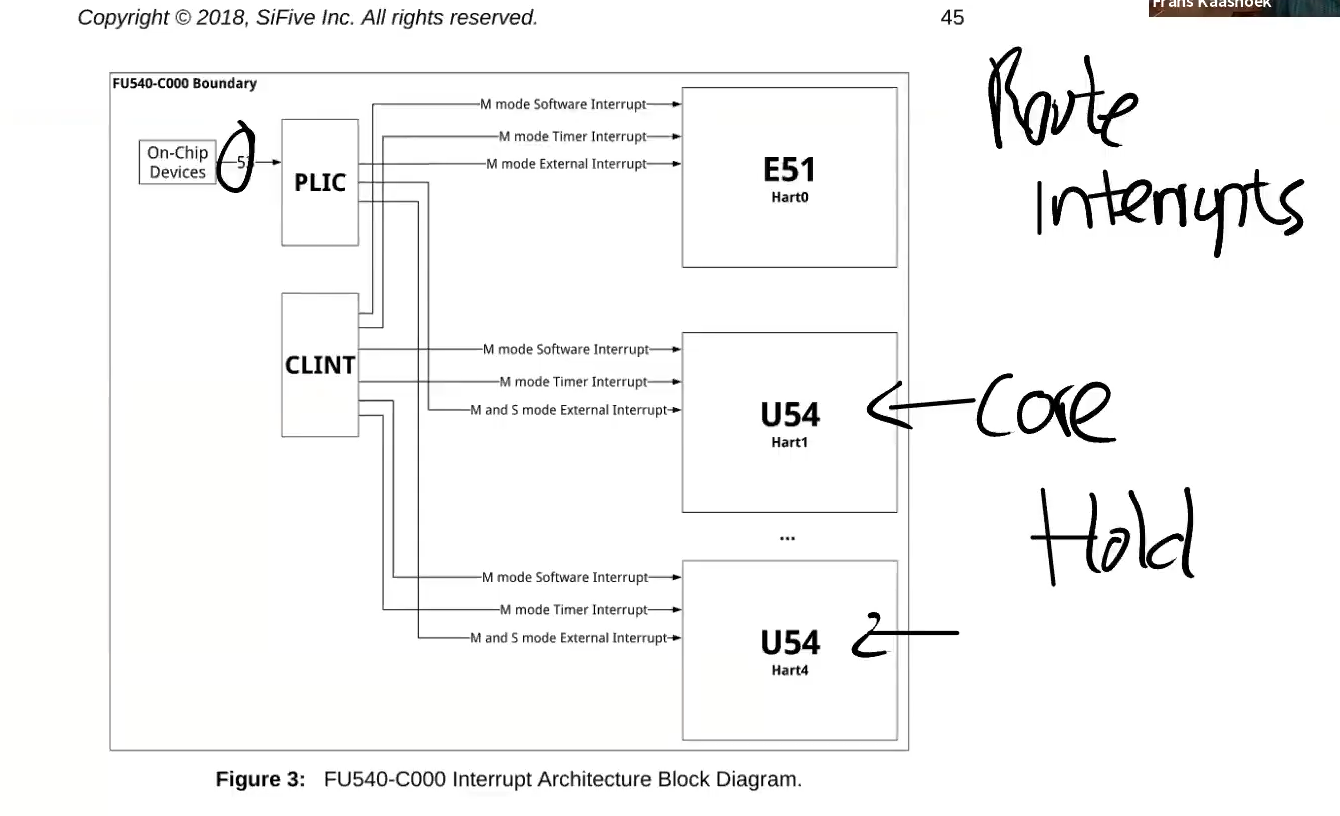 Frans Kaashoek
Copyright © 2018, SiFive Inc. All rights reserved.
45
FU540-C000 Boundary
On-Chip
Devices
PLIC
CLINT
M mode Software Interrupt
M mode Timer Interrupt
M mode External Interrupt
E51
Hart0
M mode Software Interrupt
M mode Timer Interrupt
M and S mode External Interrupt
U54
Hart1
...
M mode Software Interrupt
M mode Timer Interrupt
M and S mode External Interrupt
U54
Hart4
Route
Interrupts
Core
Hold
Figure 3: FU540-C000 Interrupt Architecture Block Diagram.